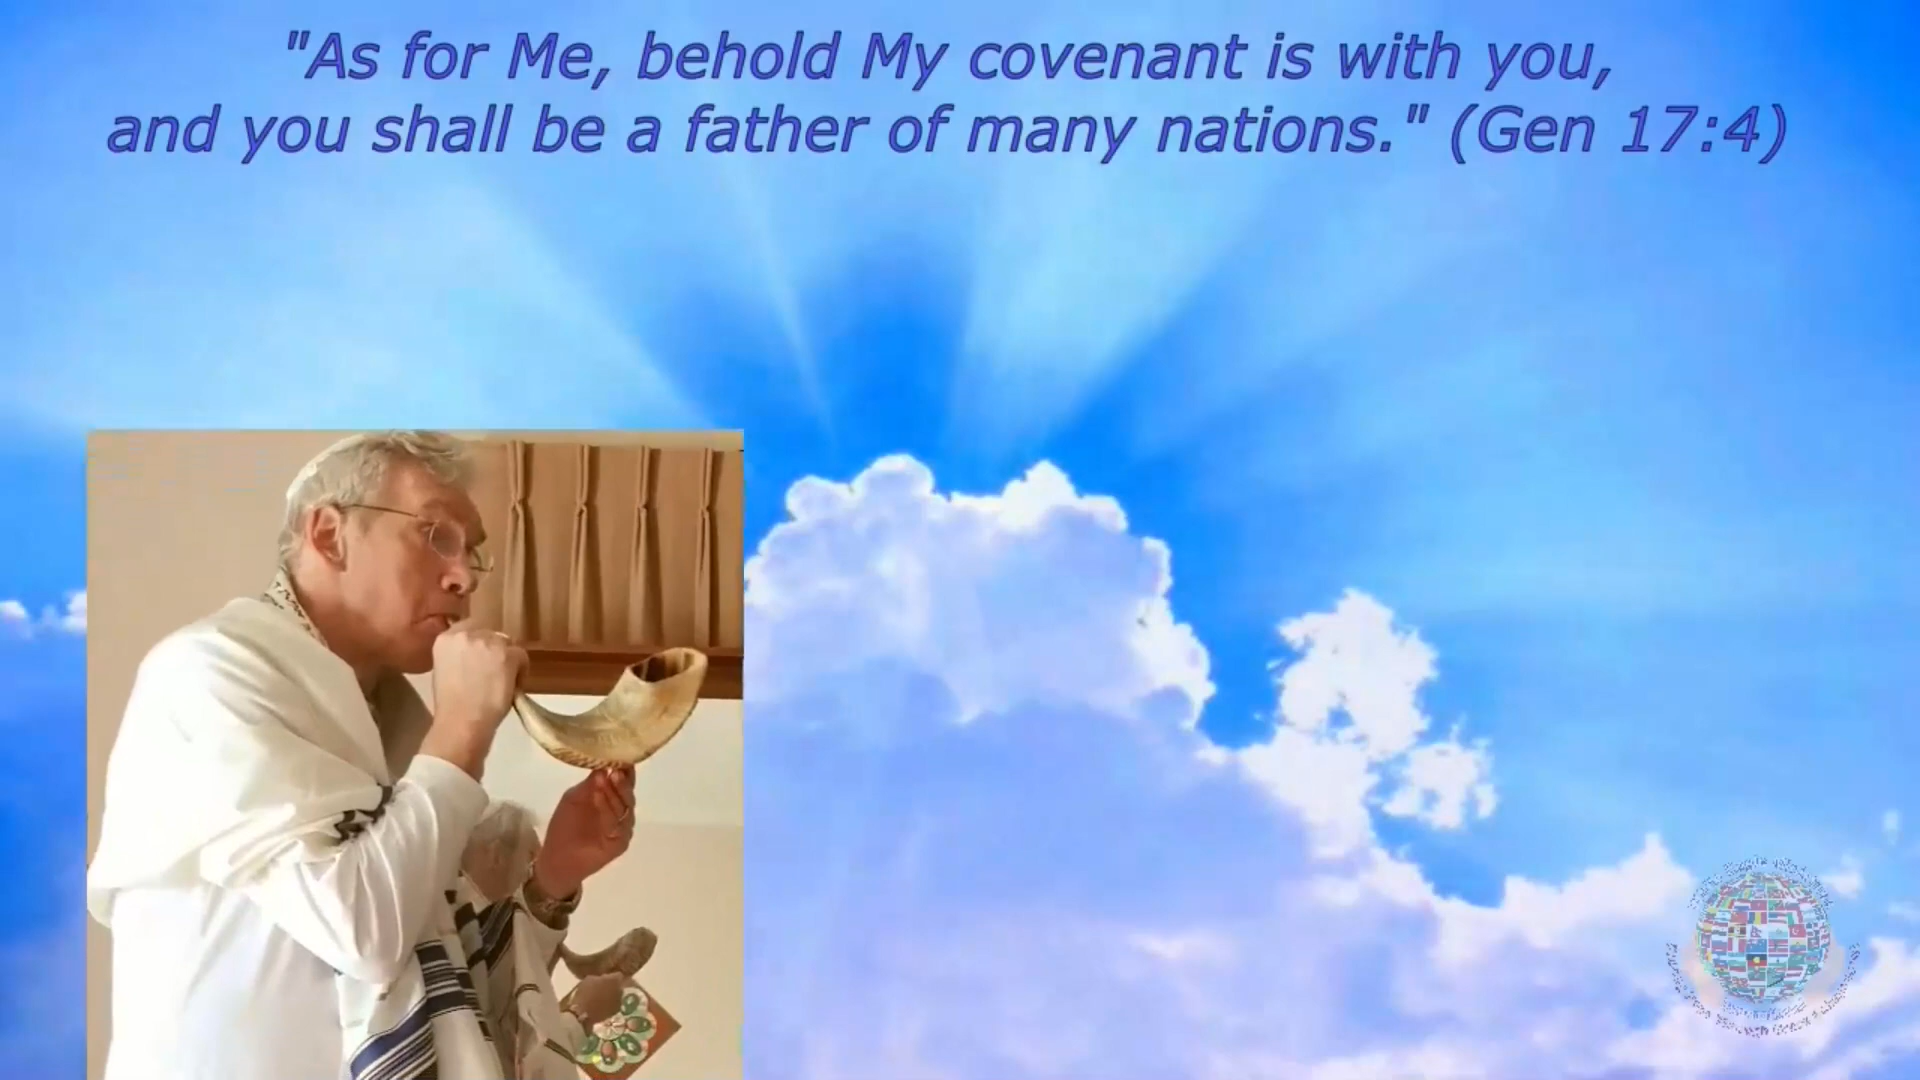 "As for Me, behold My covenant is with you,
and you shall be a father of many nations." (Gen 17:4)